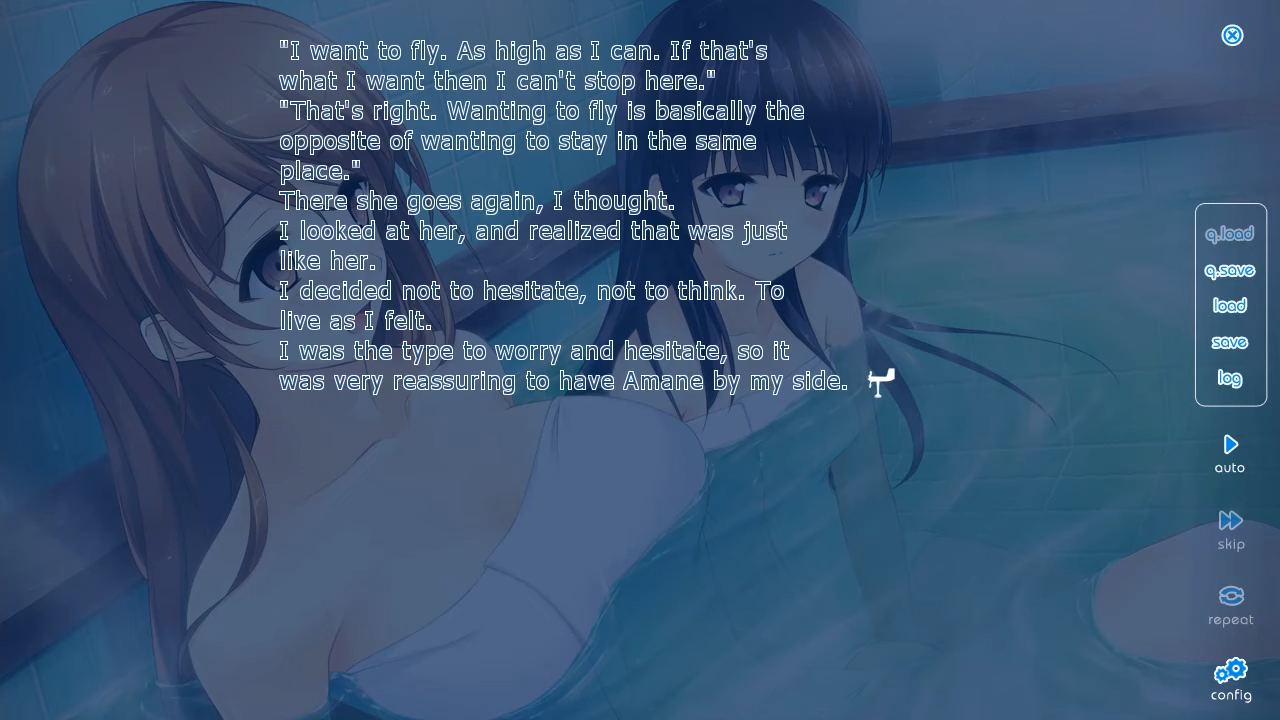 "I want to fly. As high as I can. If that's
what I want then I can't stop here."
"That's right. Wanting to fly is basically the
opposite of wanting to stay in the same
place."
There she goes again, I thought.
I looked at her, and realized that was just
like her.
I decided not to hesitate, not to think. To
live as I felt.
I was the type to worry and hesitate, so it
was very reassuring to have Amane by my side.
q.load
q.save
load
save
log
auto
skip
repeat
config